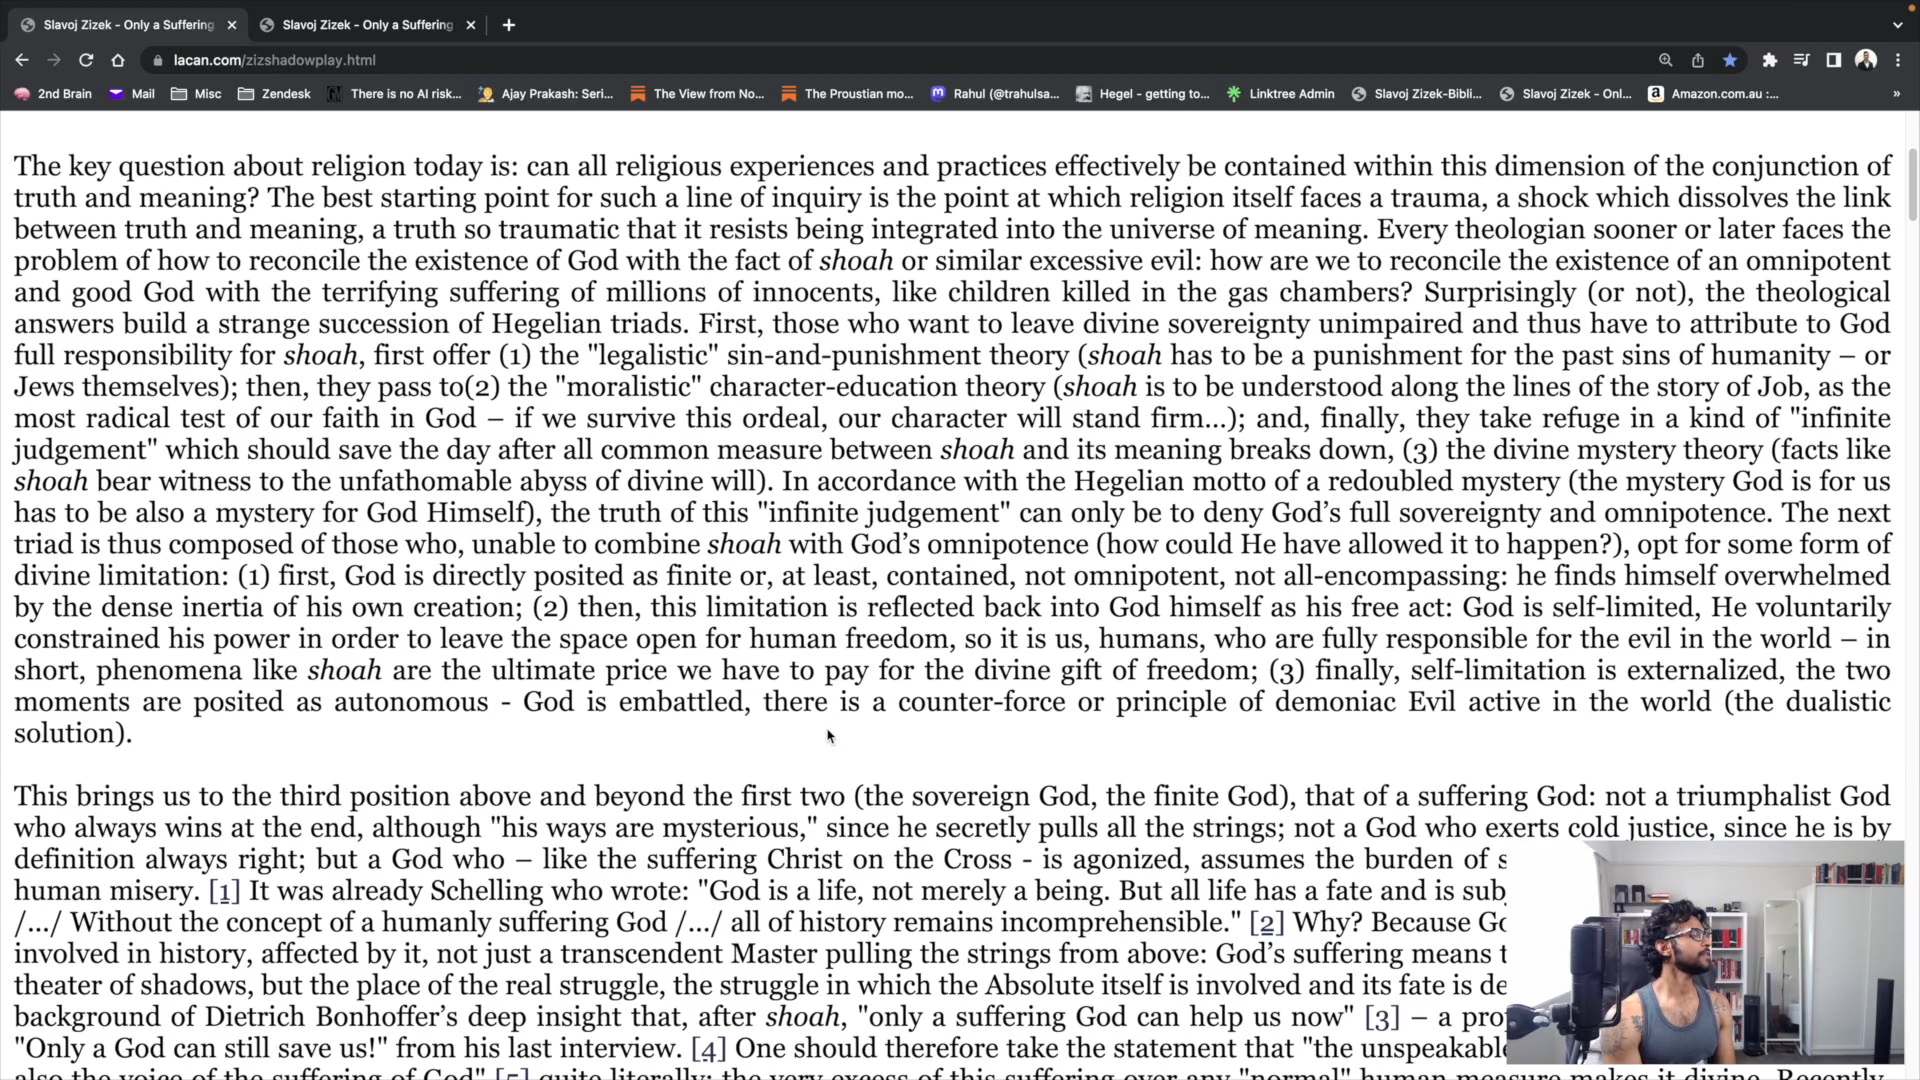 Slavoj Zizek - Only a Suffering
Slavoj Zizek - Only a Suffering
lacan.com/zizshadowplay.html
2nd Brain
Mail
Misc
Zendesk
There is no AI risk...
Ajay Prakash: Seri...
The View from No...
The Proustian mo...
Rahul (@trahulsa...
Hegel - getting to...
Linktree Admin
Slavoj Zizek-Bibli...
Slavoj Zizek - Onl...
Amazon.com.au :...
»
The key question about religion today is: can all religious experiences and practices effectively be contained within this dimension of the conjunction of
truth and meaning? The best starting point for such a line of inquiry is the point at which religion itself faces a trauma, a shock which dissolves the link
between truth and meaning, a truth so traumatic that it resists being integrated into the universe of meaning. Every theologian sooner or later faces the
problem of how to reconcile the existence of God with the fact of shoah or similar excessive evil: how are we to reconcile the existence of an omnipotent
and good God with the terrifying suffering of millions of innocents, like children killed in the gas chambers? Surprisingly (or not), the theological
answers build a strange succession of Hegelian triads. First, those who want to leave divine sovereignty unimpaired and thus have to attribute to God
full responsibility for shoah, first offer (1) the "legalistic" sin-and-punishment theory (shoah has to be a punishment for the past sins of humanity – or
Jews themselves); then, they pass to(2) the "moralistic" character-education theory (shoah is to be understood along the lines of the story of Job, as the
most radical test of our faith in God – if we survive this ordeal, our character will stand firm...); and, finally, they take refuge in a kind of "infinite
judgement" which should save the day after all common measure between shoah and its meaning breaks down, (3) the divine mystery theory (facts like
shoah bear witness to the unfathomable abyss of divine will). In accordance with the Hegelian motto of a redoubled mystery (the mystery God is for us
has to be also a mystery for God Himself), the truth of this "infinite judgement" can only be to deny God's full sovereignty and omnipotence. The next
triad is thus composed of those who, unable to combine shoah with God's omnipotence (how could He have allowed it to happen?), opt for some form of
divine limitation: (1) first, God is directly posited as finite or, at least, contained, not omnipotent, not all-encompassing: he finds himself overwhelmed
by the dense inertia of his own creation; (2) then, this limitation is reflected back into God himself as his free act: God is self-limited, He voluntarily
constrained his power in order to leave the space open for human freedom, so it is us, humans, who are fully responsible for the evil in the world – in
short, phenomena like shoah are the ultimate price we have to pay for the divine gift of freedom; (3) finally, self-limitation is externalized, the two
moments are posited as autonomous - God is embattled, there is a counter-force or principle of demoniac Evil active in the world (the dualistic
solution).
This brings us to the third position above and beyond the first two (the sovereign God, the finite God), that of a suffering God: not a triumphalist God
who always wins at the end, although "his ways are mysterious," since he secretly pulls all the strings; not a God who exerts cold justice, since he is by
definition always right; but a God who – like the suffering Christ on the Cross - is agonized, assumes the burden of s
human misery. [1] It was already Schelling who wrote: "God is a life, not merely a being. But all life has a fate and is sub
/.../ Without the concept of a humanly suffering God /.../ all of history remains incomprehensible." [2] Why? Because Go
involved in history, affected by it, not just a transcendent Master pulling the strings from above: God's suffering means t
theater of shadows, but the place of the real struggle, the struggle in which the Absolute itself is involved and its fate is de
background of Dietrich Bonhoffer's deep insight that, after shoah, "only a suffering God can help us now" [3] – a pro
"Only a God can still save us!" from his last interview. [4] One should therefore take the statement that "the unspeakabl
also the voice of the suffering of God" [5] quite literally: the very excess of this suffering over any "normal" human measure makes it divine. Recently,